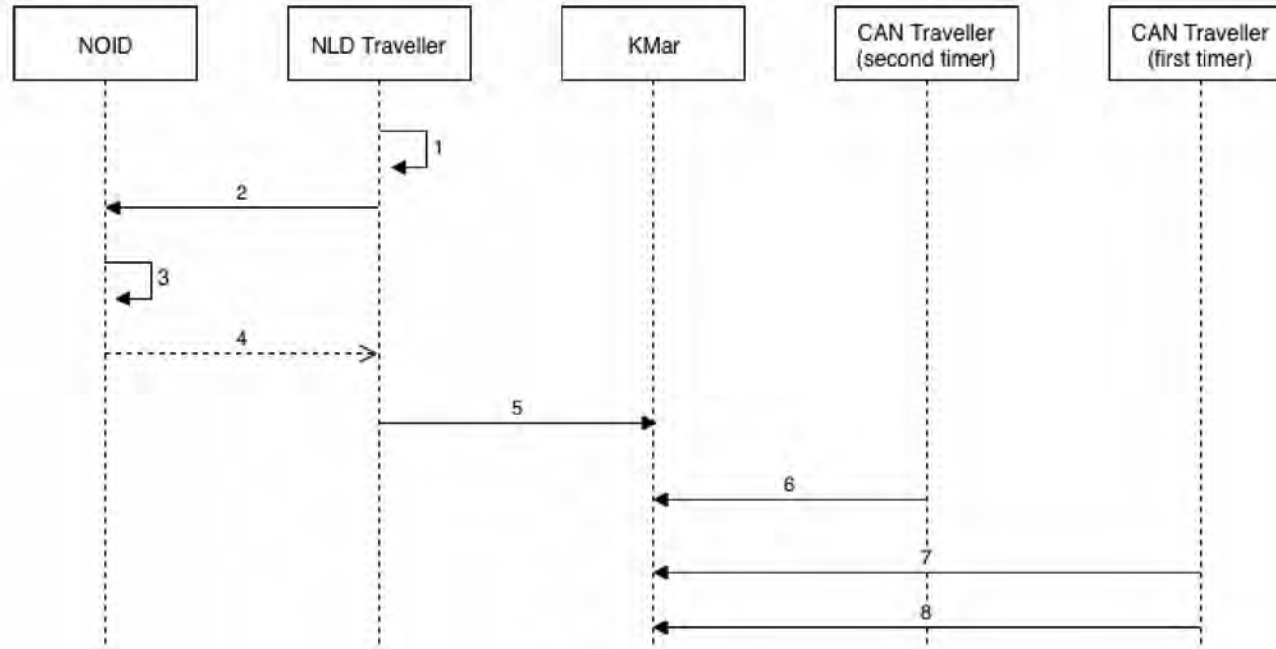 NOID
NLD Traveller
KMar
CAN Traveller
(second timer)
CAN Traveller
(first timer)
1
2
3
4
5
6
7
8